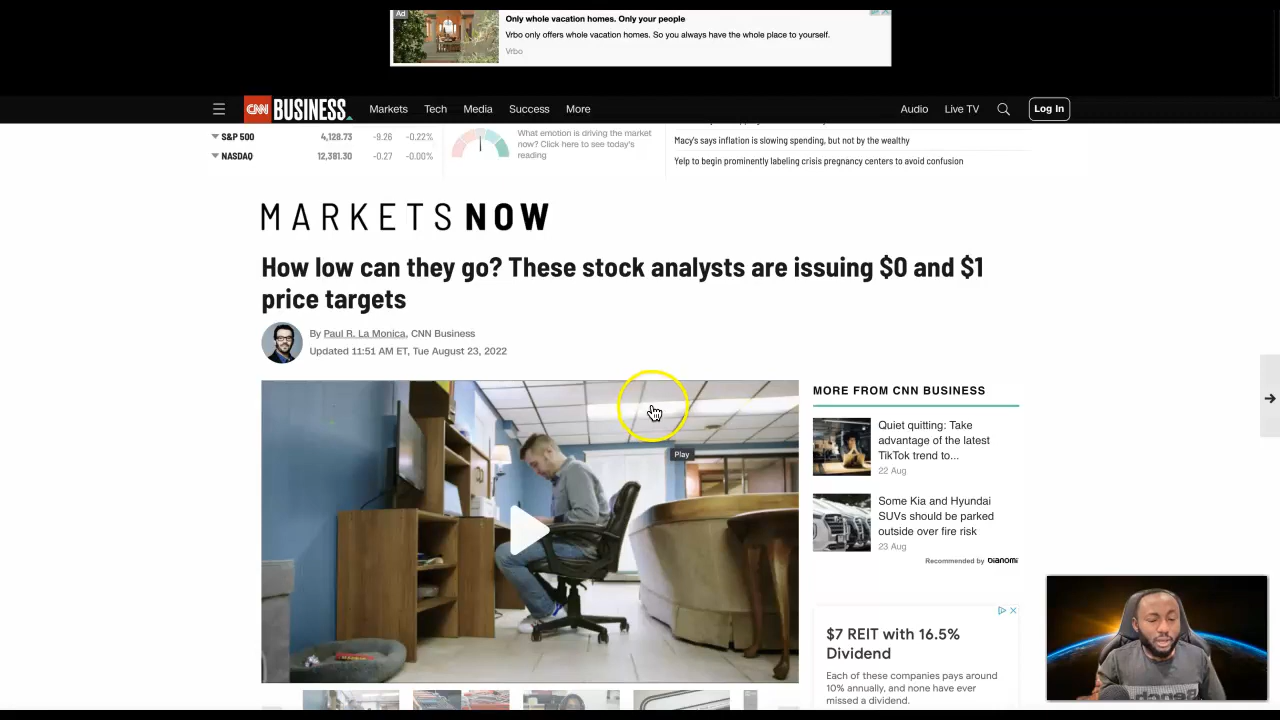 Ad
Only whole vacation homes. Only your people
Vrbo only offers whole vacation homes. So you always have the whole place to yourself.
Vrbo
CNN BUSINESS Markets Tech Media Success More Audio Live TV Log In
S&P 500 4,128.73 -9.26 -0.22%
NASDAQ 12,381.30 -0.27 -0.00%
What emotion is driving the market
now? Click here to see today's
reading
Macy's says inflation is slowing spending, but not by the wealthy
Yelp to begin prominently labeling crisis pregnancy centers to avoid confusion
MARKETS NOW
How low can they go? These stock analysts are issuing $0 and $1
price targets
By Paul R. La Monica, CNN Business
Updated 11:51 AM ET, Tue August 23, 2022
Play
MORE FROM CNN BUSINESS
Quiet quitting: Take
advantage of the latest
TikTok trend to...
22 Aug
Some Kia and Hyundai
SUVs should be parked
outside over fire risk
23 Aug
Recommended by DIANOMI
$7 REIT with 16.5%
Dividend
Each of these companies pays around
10% annually, and none have ever
missed a dividend.